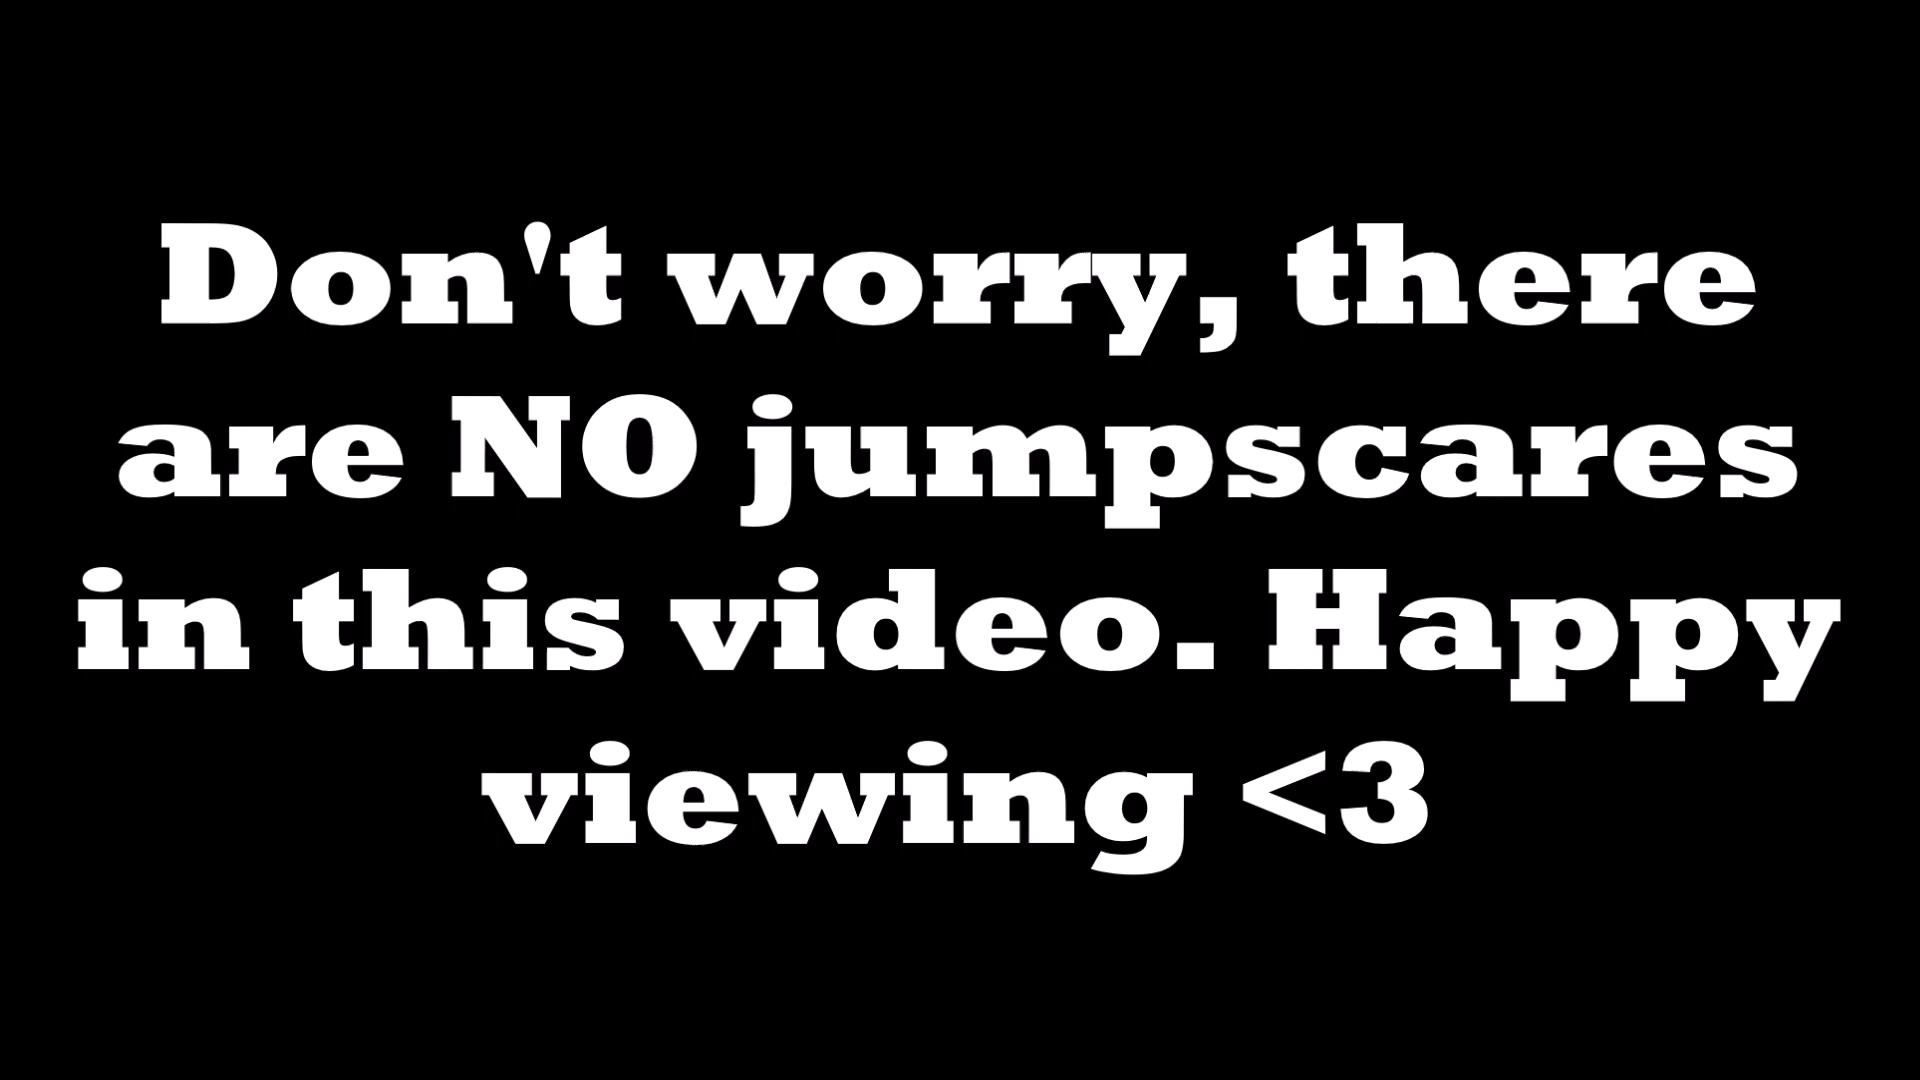 Don't worry, there
are NO jumpscares
in this video. Happy
viewing <3